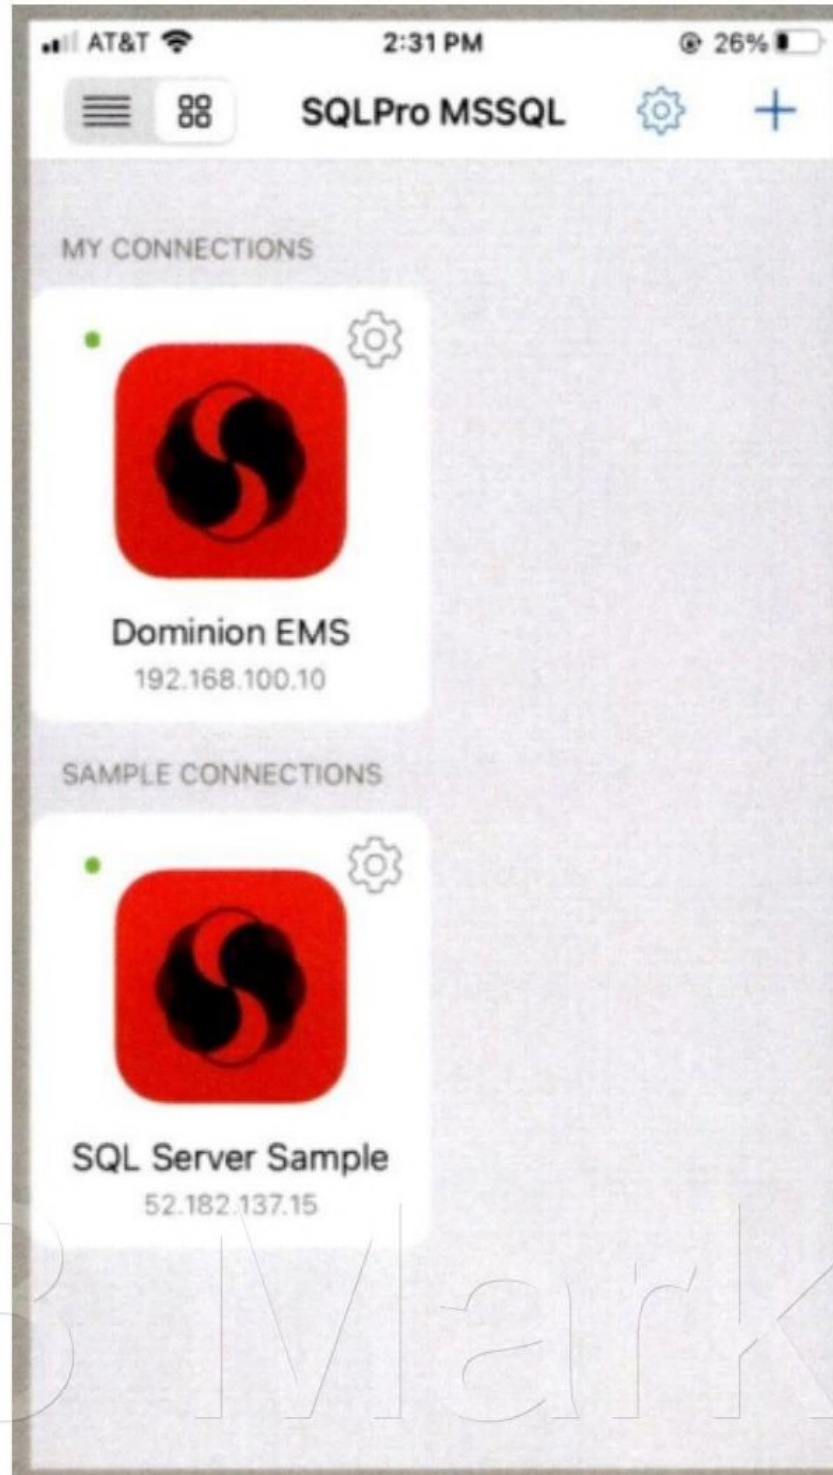 AT&T 2:31 PM 26%
SQLPro MSSQL
MY CONNECTIONS
Dominion EMS
192.168.100.10
SAMPLE CONNECTIONS
SQL Server Sample
52.182.137.15
B Mark